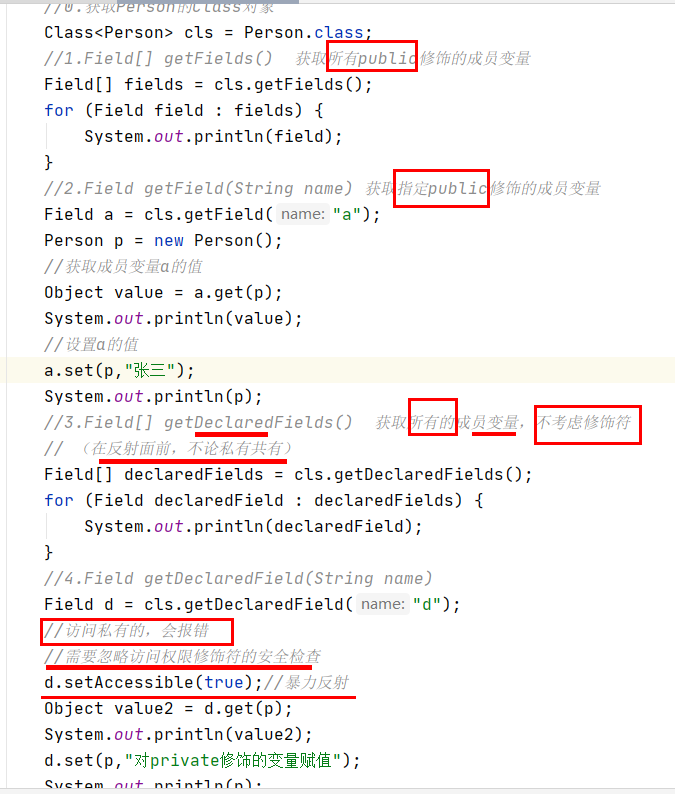 //0.获取Person的Class对象
Class<Person> cls = Person.class;
//1.Field[] getFields()  获取所有public修饰的成员变量
Field[] fields = cls.getFields();
for (Field field : fields) {
    System.out.println(field);
}
//2.Field getField(String name) 获取指定public修饰的成员变量
Field a = cls.getField( name: "a");
Person p = new Person();
//获取成员变量a的值
Object value = a.get(p);
System.out.println(value);
//设置a的值
a.set(p,"张三");
System.out.println(p);
//3.Field[] getDeclaredFields()  获取所有的成员变量，不考虑修饰符
// （在反射面前，不论私有共有）
Field[] declaredFields = cls.getDeclaredFields();
for (Field declaredField : declaredFields) {
    System.out.println(declaredField);
}
//4.Field getDeclaredField(String name)
Field d = cls.getDeclaredField( name: "d");
//访问私有的，会报错
//需要忽略访问权限修饰符的安全检查
d.setAccessible(true);//暴力反射
Object value2 = d.get(p);
System.out.println(value2);
d.set(p,"对private修饰的变量赋值");
System.out.println(p);